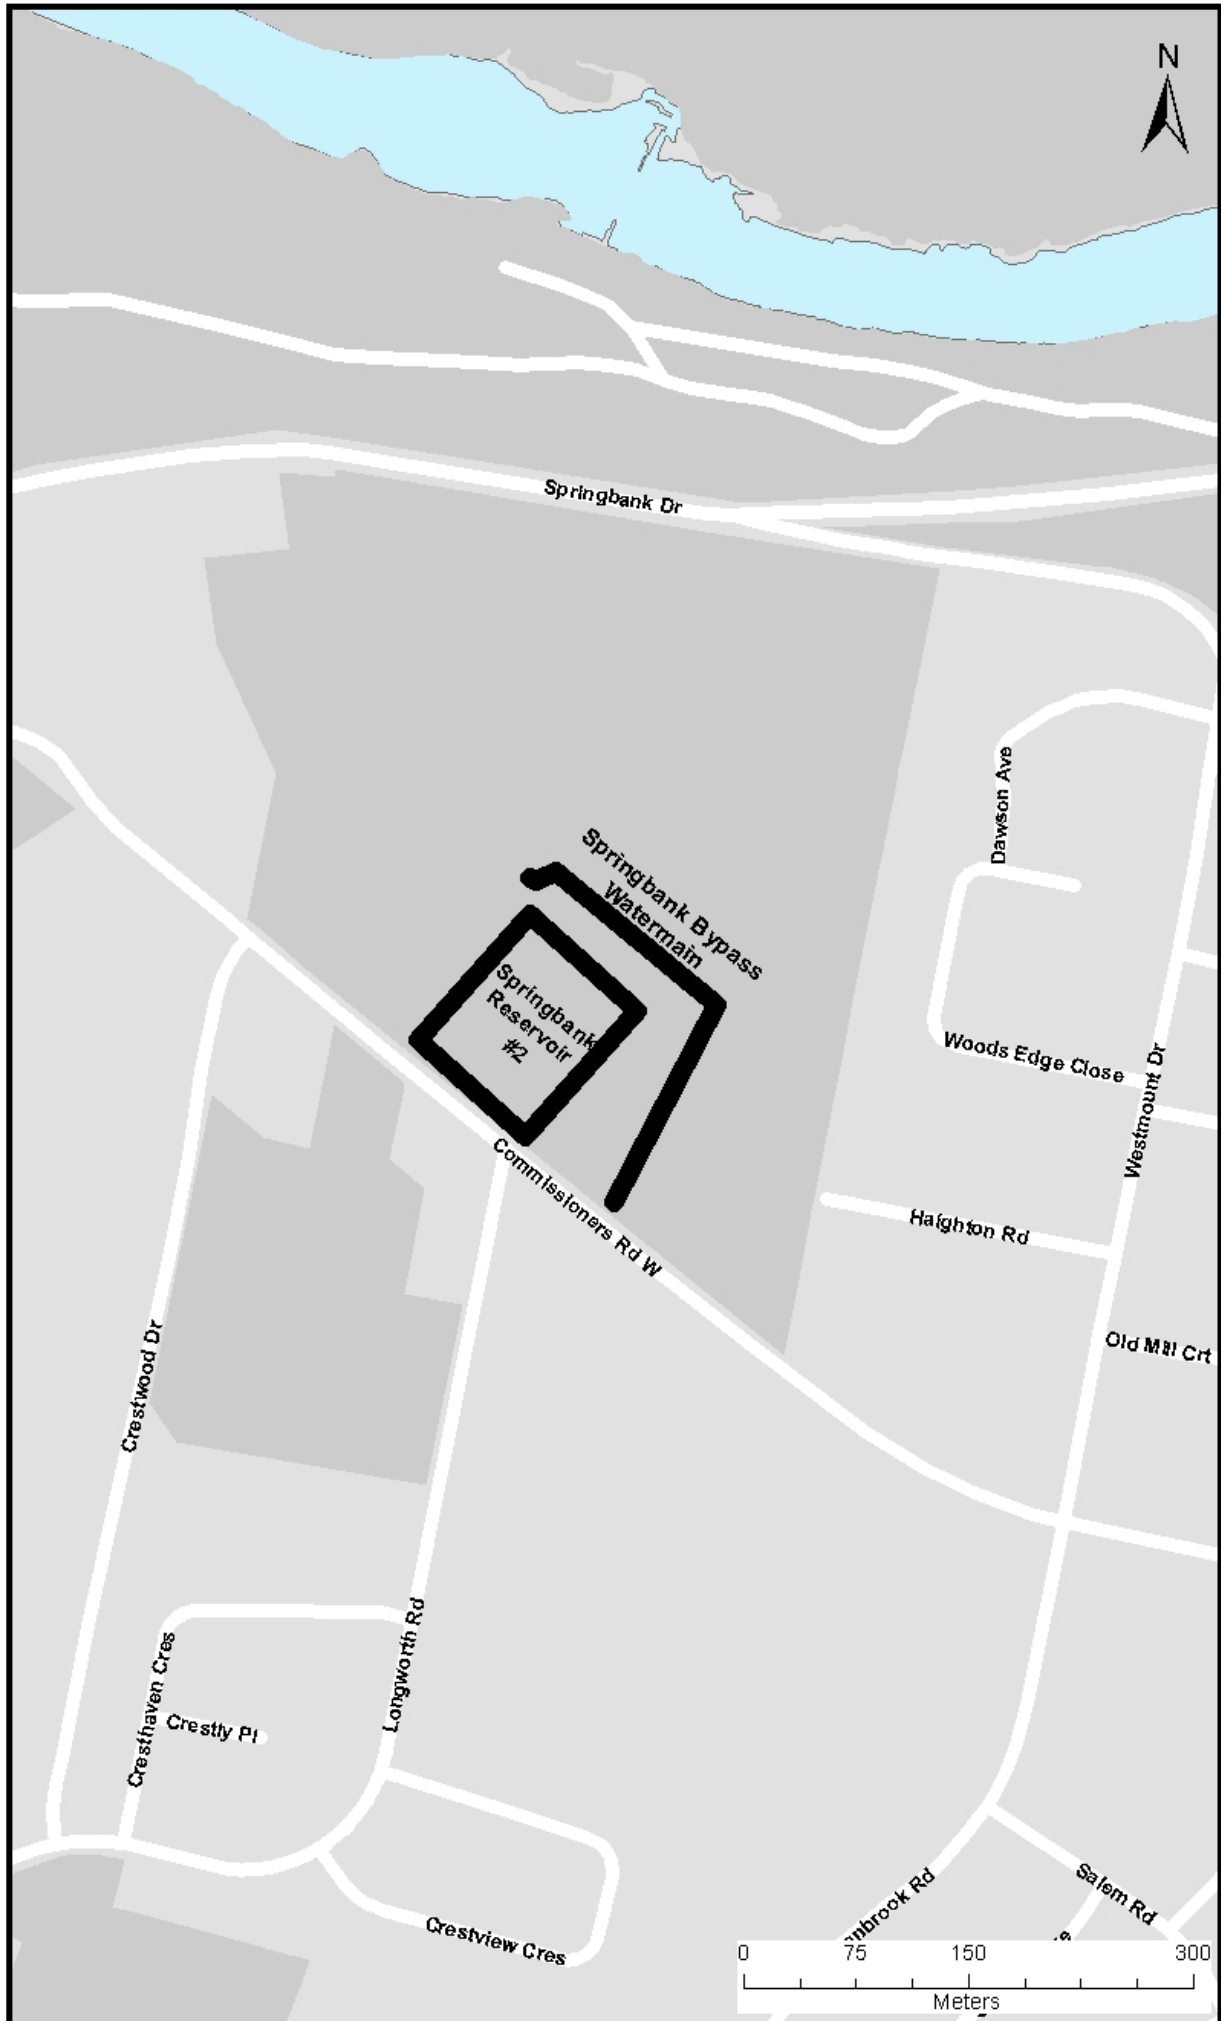 N
Springbank Dr
Dawson Ave
Springbank Bypass
Watermain
Springbank
Reservoir
#2
Woods Edge Close
Westmount Dr
Commissioners Rd W
Haighton Rd
Old Mill Crt
Crestwood Dr
Longworth Rd
Cresthaven Cres
Crestly Pl
Salem Rd
Crestview Cres
0 75 150 300
Meters